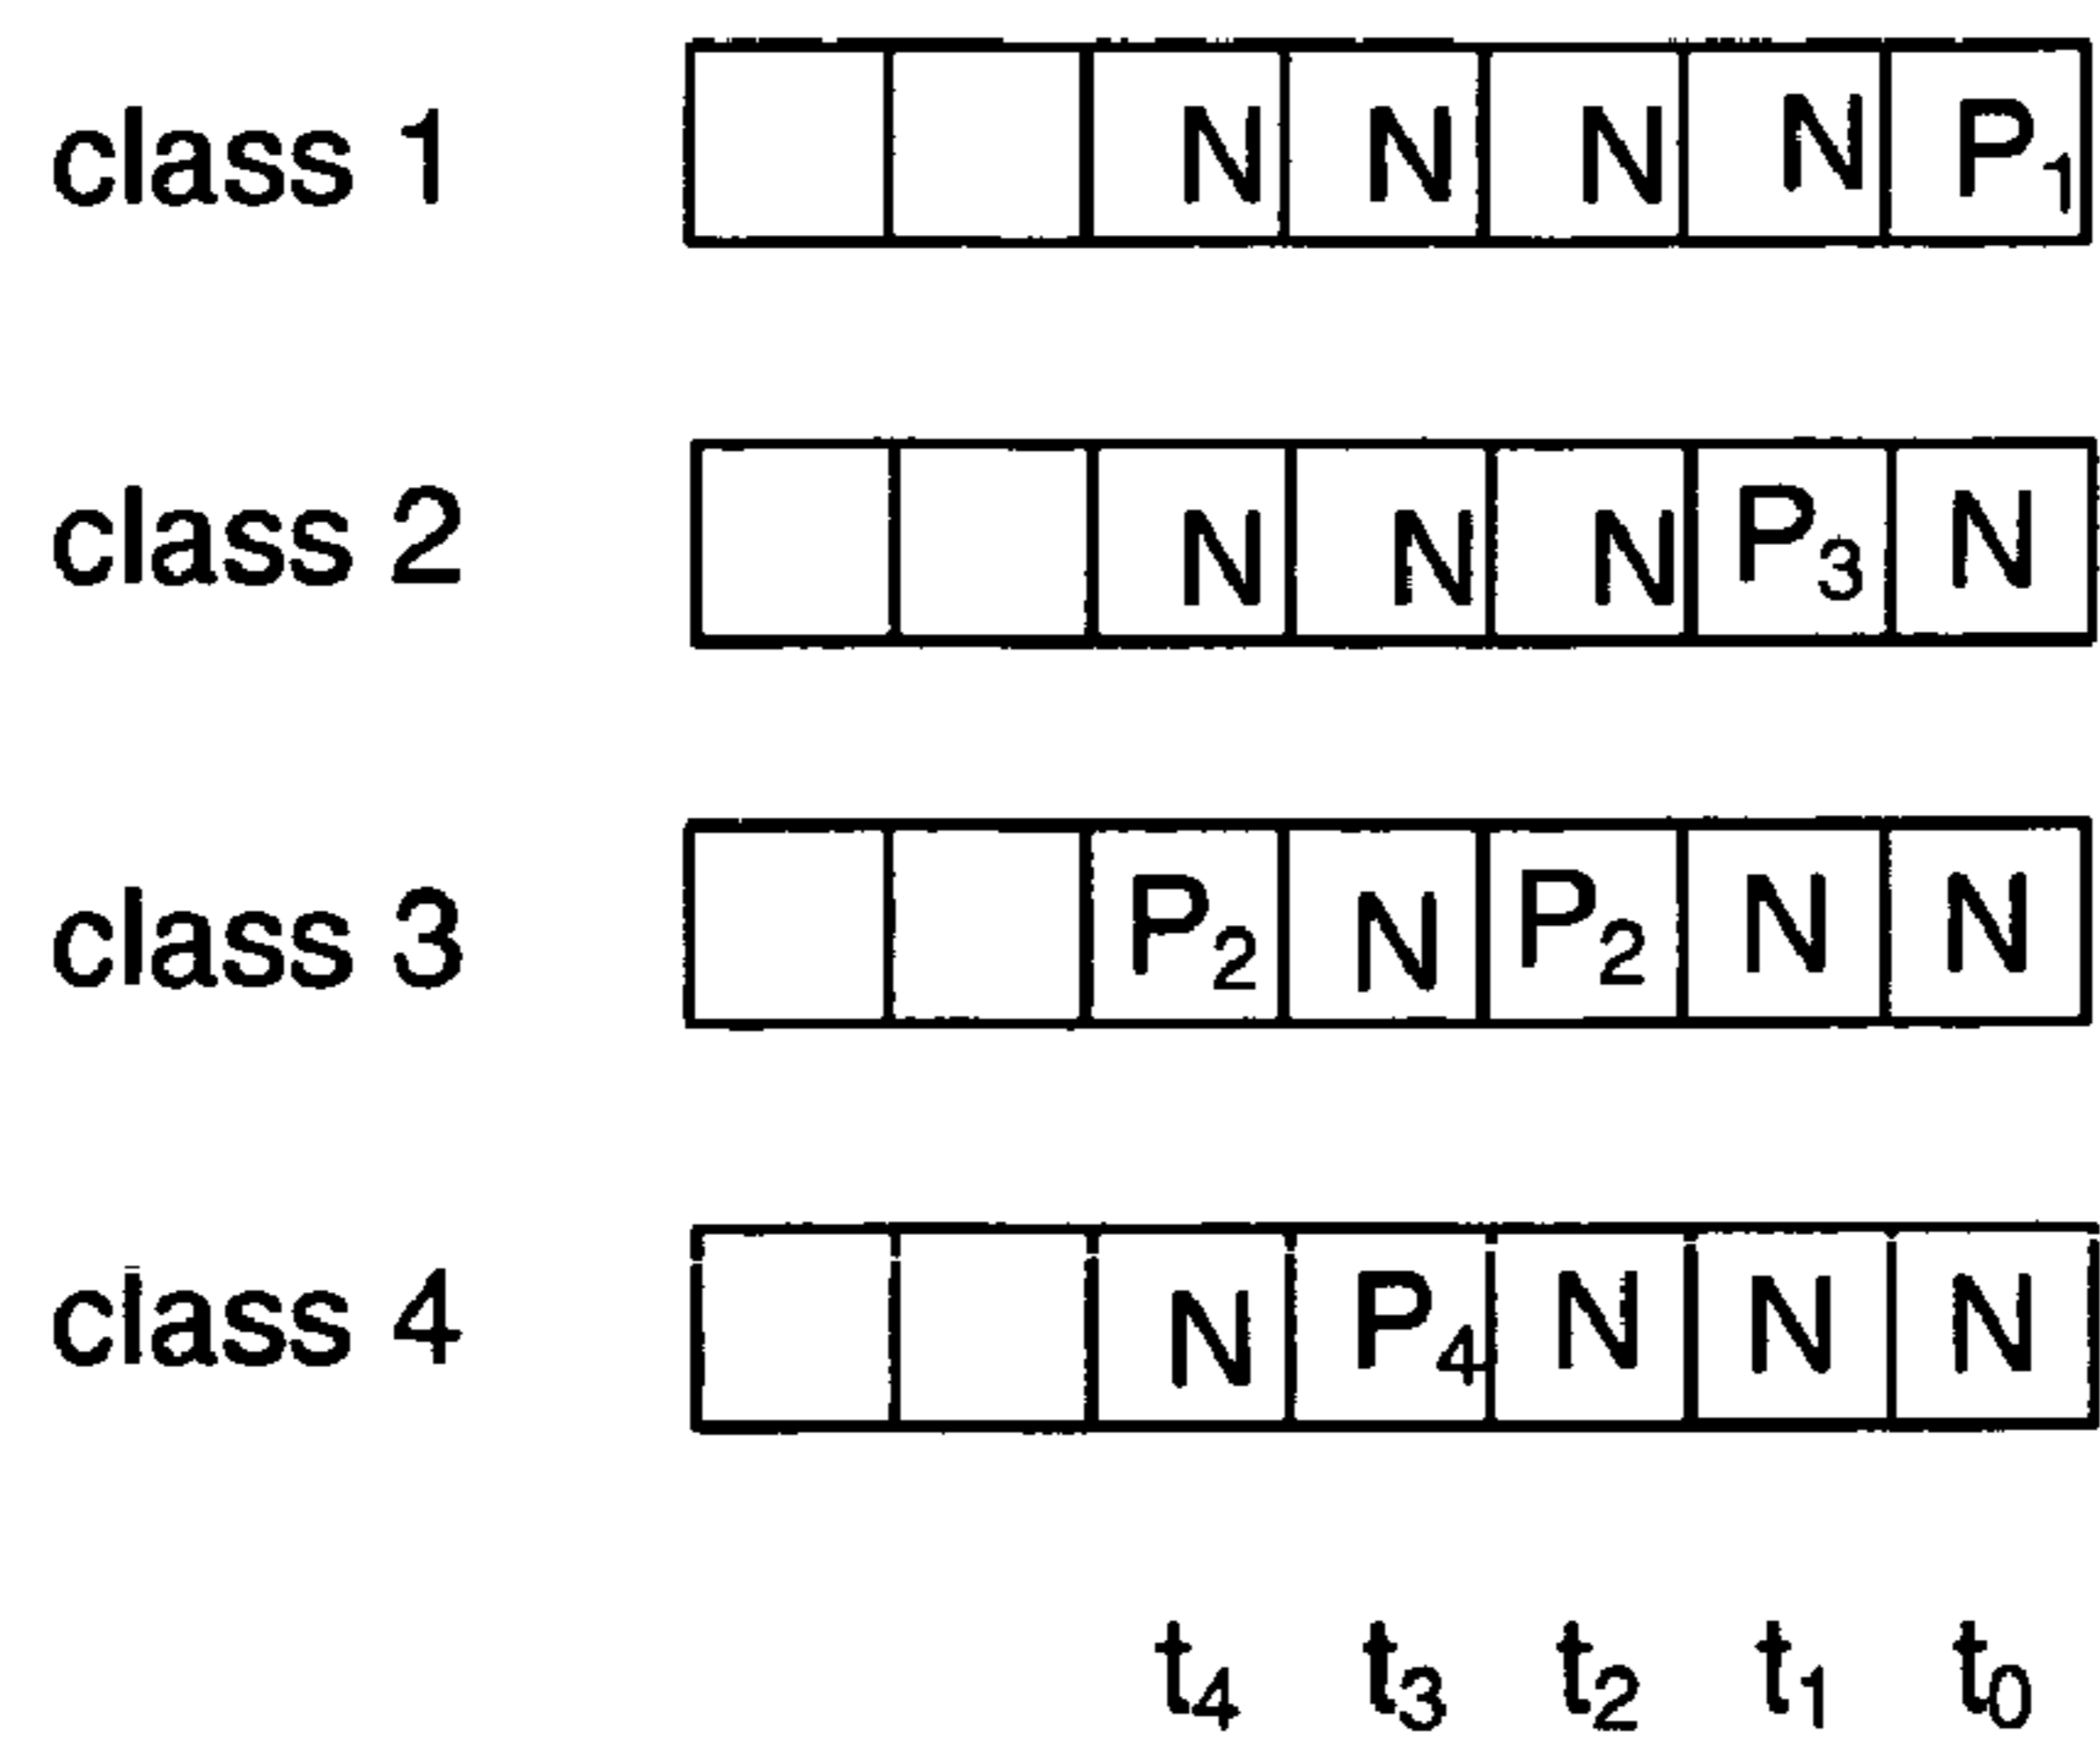 class 1 N N N N P₁
class 2 N N N P₃ N
class 3 P₂ N P₂ N N
class 4 N P₄ N N N
t₄ t₃ t₂ t₁ t₀